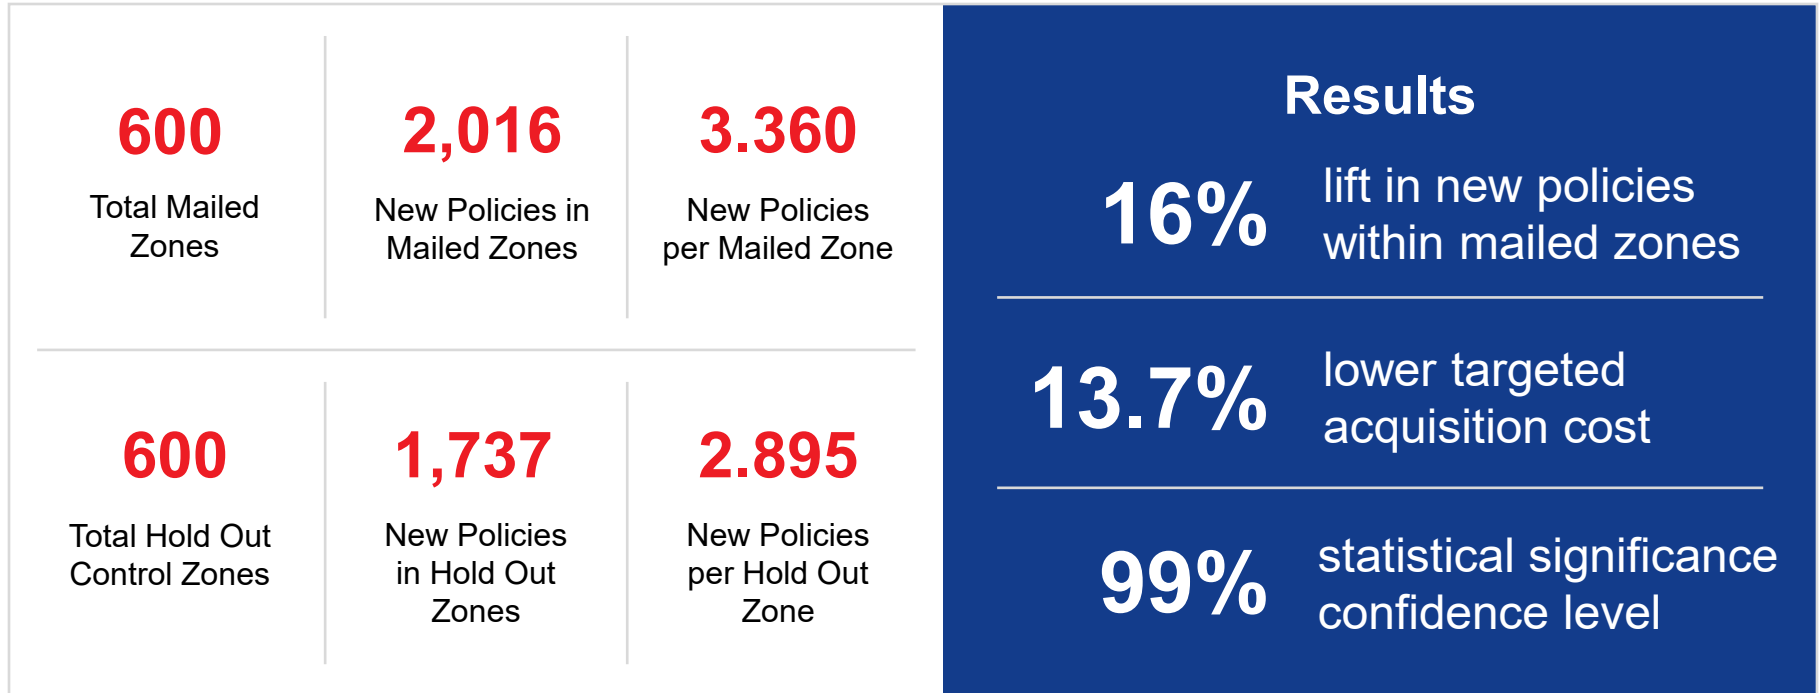 600
Total Mailed
Zones
2,016
New Policies in
Mailed Zones
3.360
New Policies
per Mailed Zone
600
Total Hold Out
Control Zones
1,737
New Policies
in Hold Out
Zones
2.895
New Policies
per Hold Out
Zone
Results
16%
lift in new policies
within mailed zones
13.7%
lower targeted
acquisition cost
99%
statistical significance
confidence level